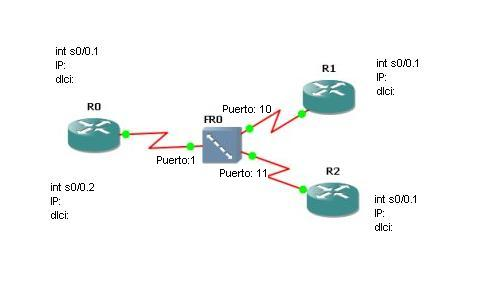 int s0/0.1
IP:
dlci:
R0
int s0/0.2
IP:
dlci:
Puerto:1
FR0
Puerto: 10
Puerto: 11
R1
int s0/0.1
IP:
dlci:
R2
int s0/0.1
IP:
dlci: